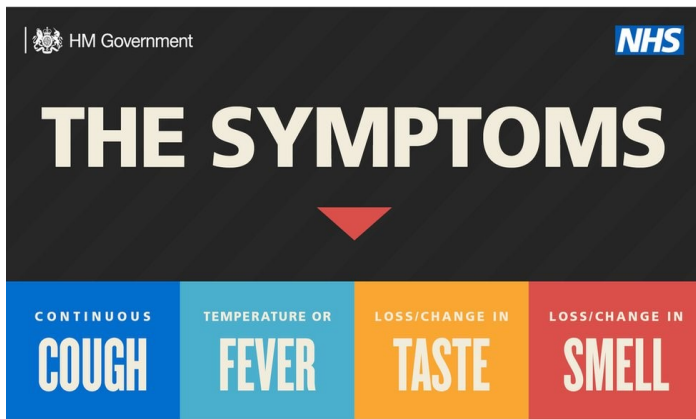 HM Government
NHS
THE SYMPTOMS
CONTINUOUS
COUGH
TEMPERATURE OR
FEVER
LOSS/CHANGE IN
TASTE
LOSS/CHANGE IN
SMELL